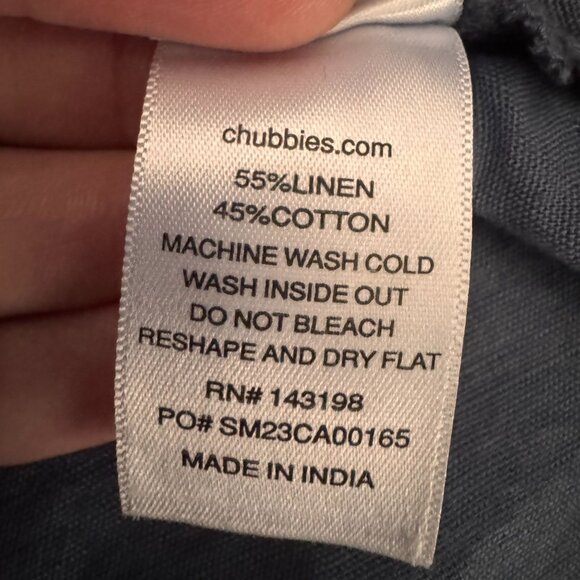 chubbies.com
55%LINEN
45%COTTON
MACHINE WASH COLD
WASH INSIDE OUT
DO NOT BLEACH
RESHAPE AND DRY FLAT
RN# 143198
PO# SM23CA00165
MADE IN INDIA